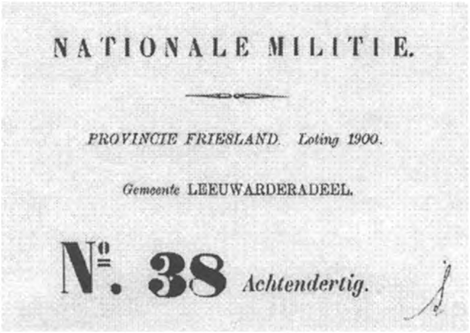 NATIONALE MILITIE.
PROVINCIE FRIESLAND. Loting 1900.
Gemeente LEEUWARDERADEEL.
No. 38 Achtendertig.